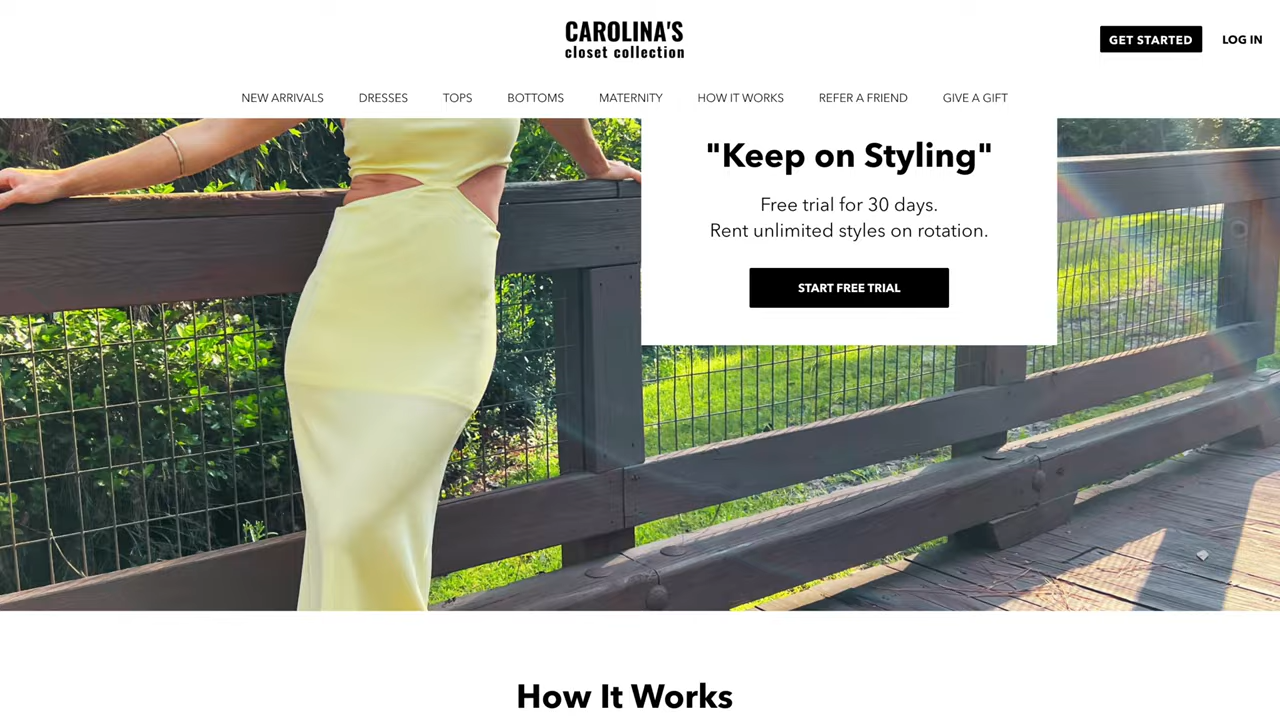 CAROLINA'S
closet collection
GET STARTED
LOG IN
NEW ARRIVALS
DRESSES
TOPS
BOTTOMS
MATERNITY
HOW IT WORKS
REFER A FRIEND
GIVE A GIFT
"Keep on Styling"
Free trial for 30 days.
Rent unlimited styles on rotation.
START FREE TRIAL
How It Works